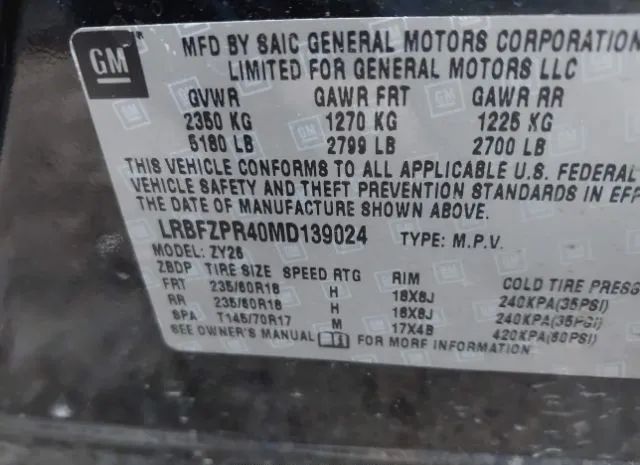 GM
MFD BY SAIC GENERAL MOTORS CORPORATION
LIMITED FOR GENERAL MOTORS LLC
GVWR GAWR FRT GAWR RR
2350 KG 1270 KG 1225 KG
5180 LB 2799 LB 2700 LB
THIS VEHICLE CONFORMS TO ALL APPLICABLE U.S. FEDERAL
VEHICLE SAFETY AND THEFT PREVENTION STANDARDS IN EFF
THE DATE OF MANUFACTURE SHOWN ABOVE.
LRBFZPR40MD139024 TYPE: M.P.V.
MODEL: ZY26
ZBDP TIRE SIZE SPEED RTG RIM COLD TIRE PRESS
FRT 235/60R18 H 18X8J 240KPA(35PSI)
RR 235/60R18 H 18X8J 240KPA(35PSI)
SPA T145/70R17 M 17X4B 420KPA(60PSI)
SEE OWNER'S MANUAL FOR MORE INFORMATION